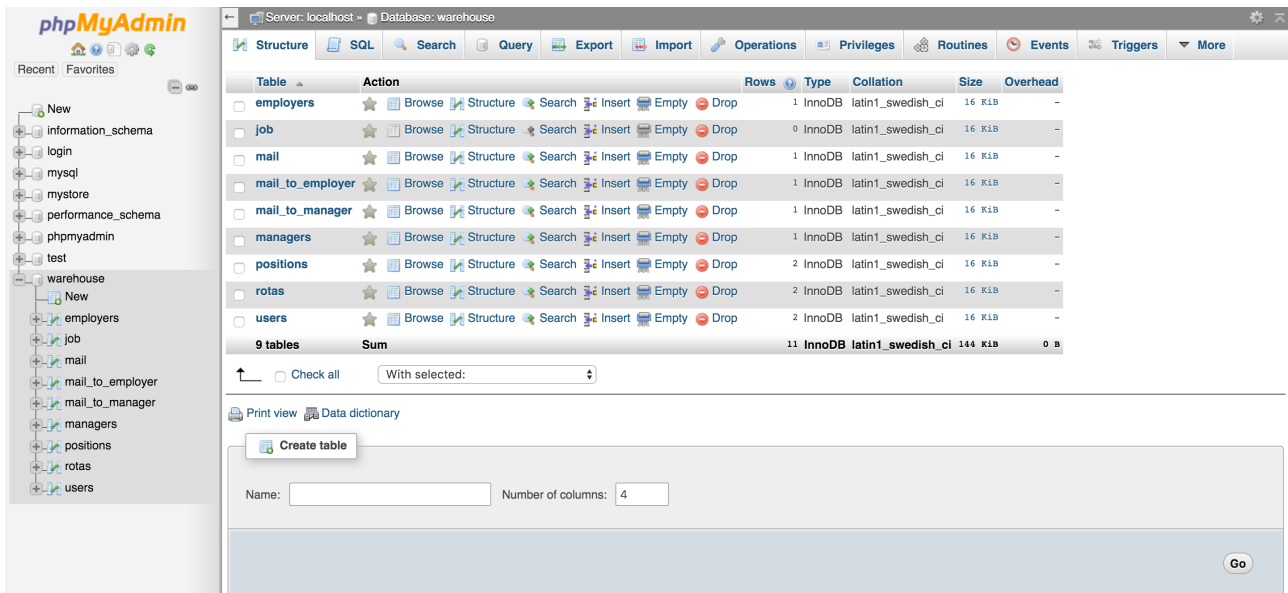 phpMyAdmin
Recent Favorites
New
information_schema
login
mysql
mystore
performance_schema
phpmyadmin
test
warehouse
New
employers
job
mail
mail_to_employer
mail_to_manager
managers
positions
rotas
users
Server: localhost » Database: warehouse
Structure SQL Search Query Export Import Operations Privileges Routines Events Triggers More
Table Action Rows Type Collation Size Overhead
employers Browse Structure Search Insert Empty Drop 1 InnoDB latin1_swedish_ci 16 KiB -
job Browse Structure Search Insert Empty Drop 0 InnoDB latin1_swedish_ci 16 KiB -
mail Browse Structure Search Insert Empty Drop 1 InnoDB latin1_swedish_ci 16 KiB -
mail_to_employer Browse Structure Search Insert Empty Drop 1 InnoDB latin1_swedish_ci 16 KiB -
mail_to_manager Browse Structure Search Insert Empty Drop 1 InnoDB latin1_swedish_ci 16 KiB -
managers Browse Structure Search Insert Empty Drop 1 InnoDB latin1_swedish_ci 16 KiB -
positions Browse Structure Search Insert Empty Drop 2 InnoDB latin1_swedish_ci 16 KiB -
rotas Browse Structure Search Insert Empty Drop 2 InnoDB latin1_swedish_ci 16 KiB -
users Browse Structure Search Insert Empty Drop 2 InnoDB latin1_swedish_ci 16 KiB -
9 tables Sum 11 InnoDB latin1_swedish_ci 144 KiB 0 B
Check all With selected:
Print view Data dictionary
Create table
Name: Number of columns: 4
Go